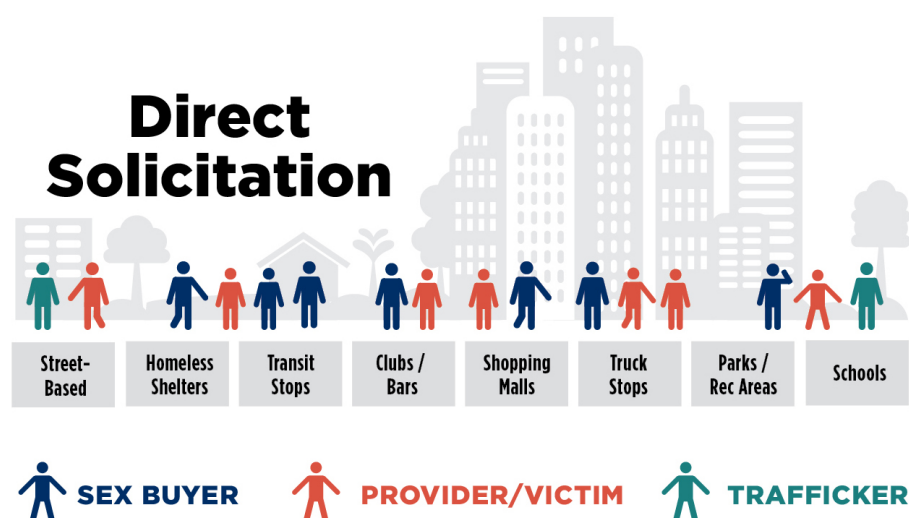 Direct
Solicitation
Street-
Based
Homeless
Shelters
Transit
Stops
Clubs /
Bars
Shopping
Malls
Truck
Stops
Parks /
Rec Areas
Schools
SEX BUYER
PROVIDER/VICTIM
TRAFFICKER